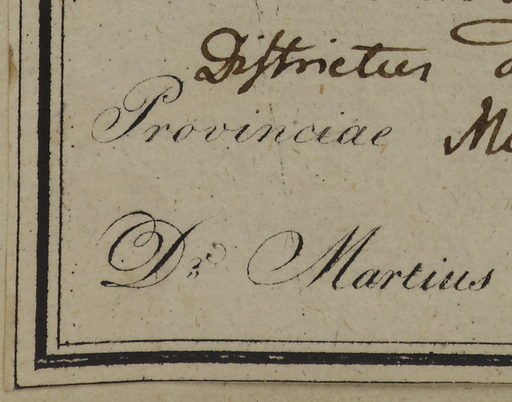 Districtus
Provinciae
Dr. Martius